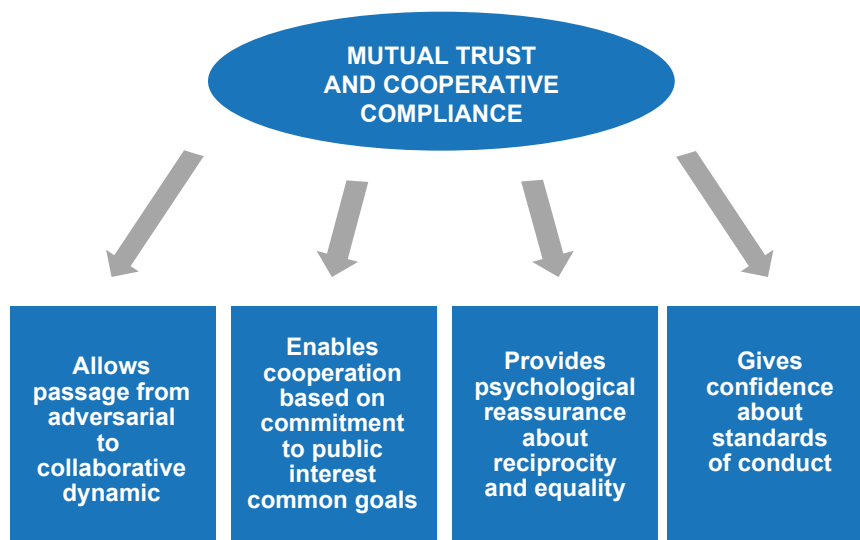 MUTUAL TRUST
AND COOPERATIVE
COMPLIANCE
Allows
passage from
adversarial
to
collaborative
dynamic
Enables
cooperation
based on
commitment
to public
interest
common goals
Provides
psychological
reassurance
about
reciprocity
and equality
Gives
confidence
about
standards
of conduct